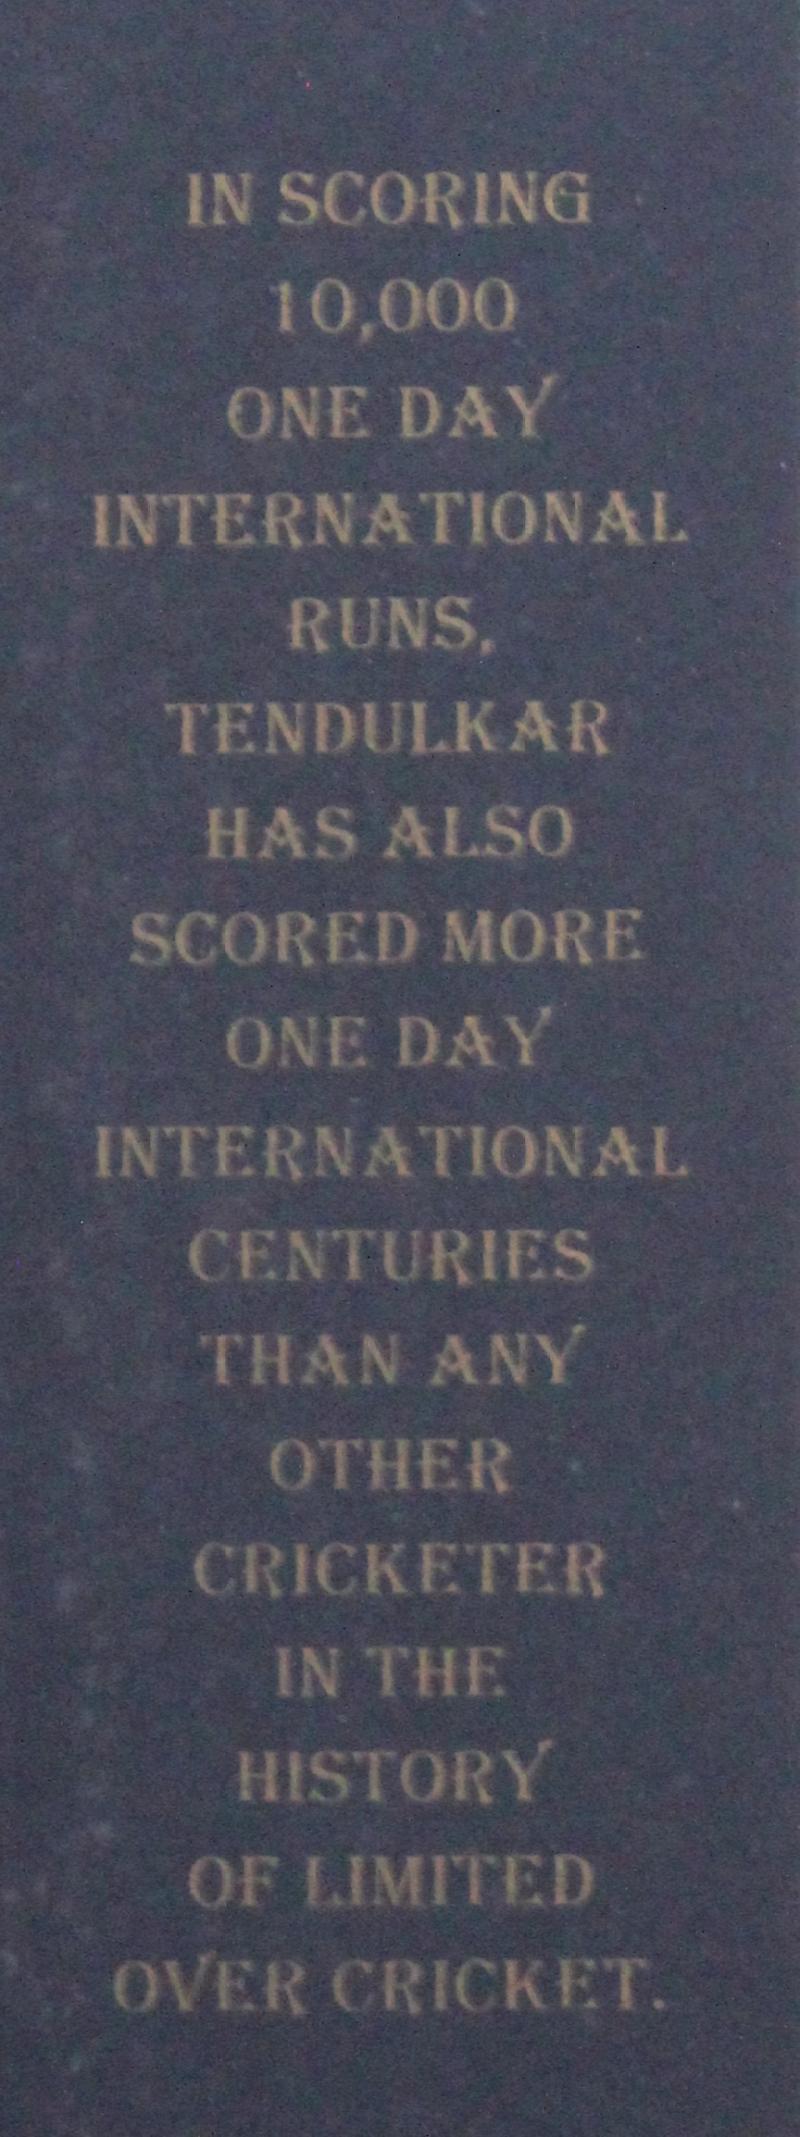 IN SCORING
10,000
ONE DAY
INTERNATIONAL
RUNS,
TENDULKAR
HAS ALSO
SCORED MORE
ONE DAY
INTERNATIONAL
CENTURIES
THAN ANY
OTHER
CRICKETER
IN THE
HISTORY
OF LIMITED
OVER CRICKET.